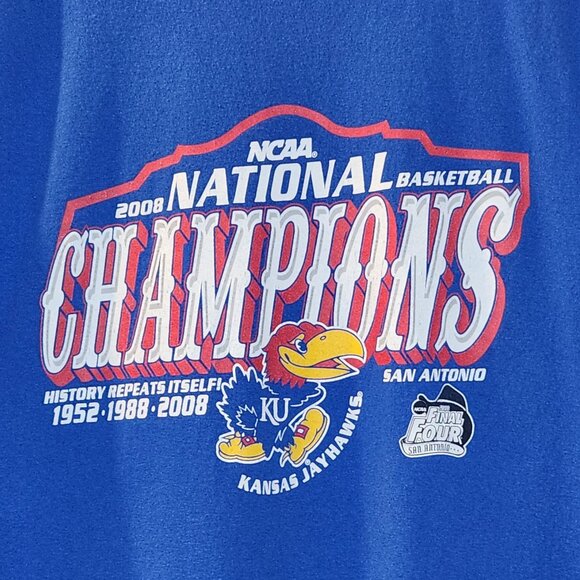 NCAA®
2008 NATIONAL BASKETBALL
CHAMPIONS
HISTORY REPEATS ITSELF!
1952·1988·2008
SAN ANTONIO
KU
KANSAS JAYHAWKS®
NCAA
FINAL
FOUR
SAN ANTONIO